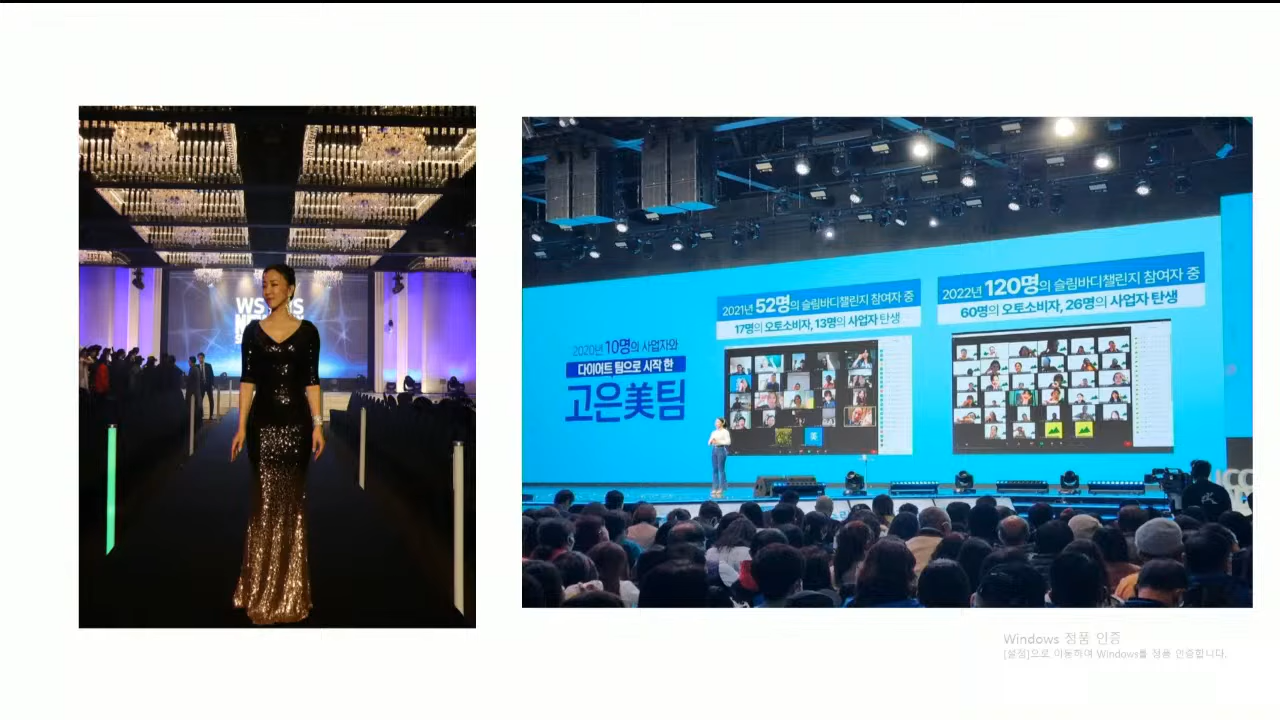 2020년 10명의 사업자와
다이어트 팀으로 시작 한
고은美팀
2021년 52명의 슬림바디챌린지 참여자 중
17명의 오토소비자, 13명의 사업자 탄생
2022년 120명의 슬림바디챌린지 참여자 중
60명의 오토소비자, 26명의 사업자 탄생
美
Windows 정품 인증
[설정]으로 이동하여 Windows를 정품 인증합니다.